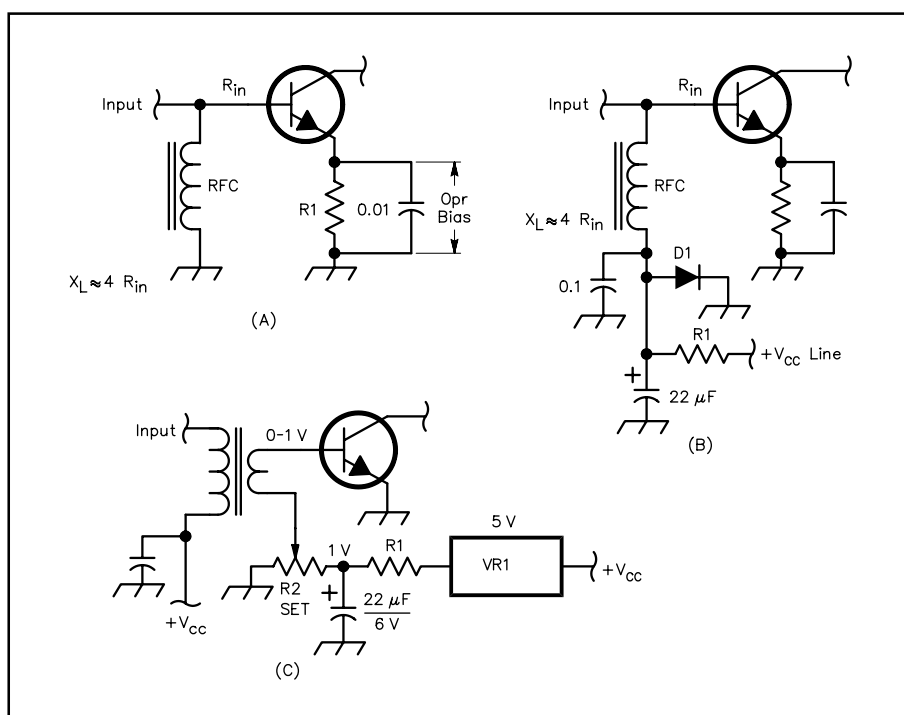 R_in
Input
RFC
R1
0.01
Opr
Bias
X_L≈4 R_in
(A)
R_in
Input
RFC
X_L≈4 R_in
D1
0.1
R1
+V_CC Line
+
22 μF
(B)
Input
0-1 V
5 V
1 V
R1
VR1
+V_CC
R2
SET
+
22 μF
6 V
+V_CC
(C)